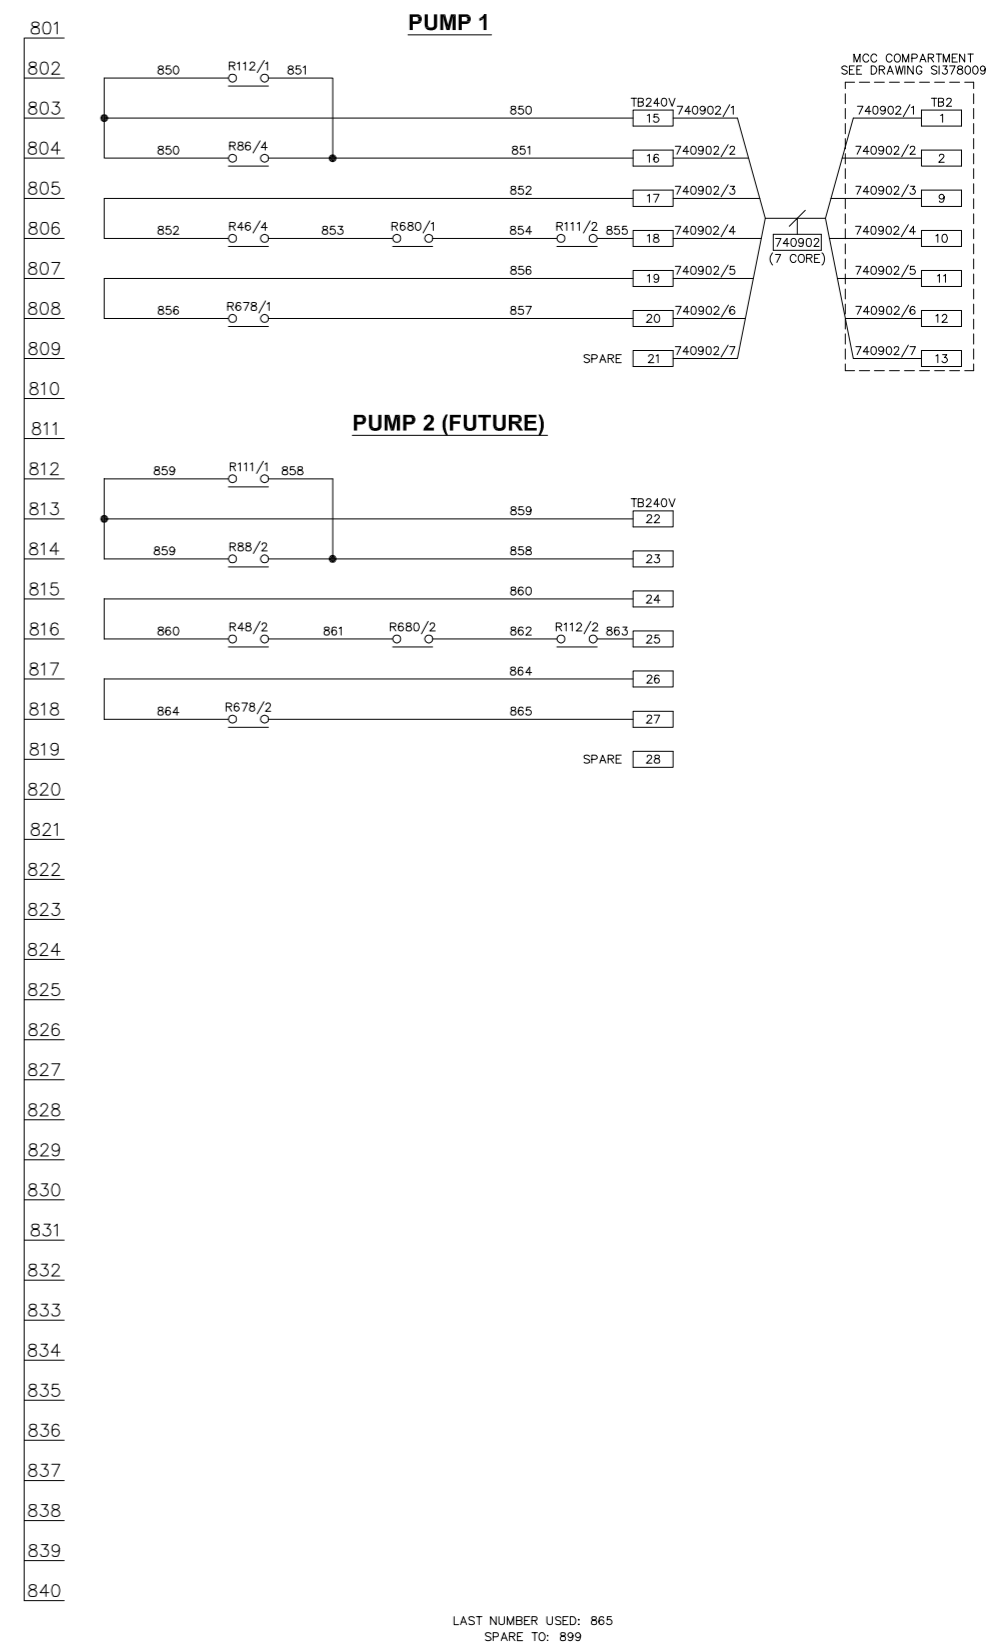 801
PUMP 1
MCC COMPARTMENT
SEE DRAWING SI378009
802 850 R112/1 851
803 850 TB240V 15 740902/1 740902/1 TB2 1
804 850 R86/4 851 16 740902/2 740902/2 2
805 852 17 740902/3 740902/3 9
806 852 R46/4 853 R680/1 854 R111/2 855 18 740902/4 740902 740902/4 10
(7 CORE)
807 856 19 740902/5 740902/5 11
808 856 R678/1 857 20 740902/6 740902/6 12
809 SPARE 21 740902/7 740902/7 13
810
811
PUMP 2 (FUTURE)
812 859 R111/1 858
813 859 TB240V 22
814 859 R88/2 858 23
815 860 24
816 860 R48/2 861 R680/2 862 R112/2 863 25
817 864 26
818 864 R678/2 865 27
819 SPARE 28
820
821
822
823
824
825
826
827
828
829
830
831
832
833
834
835
836
837
838
839
840
LAST NUMBER USED: 865
SPARE TO: 899